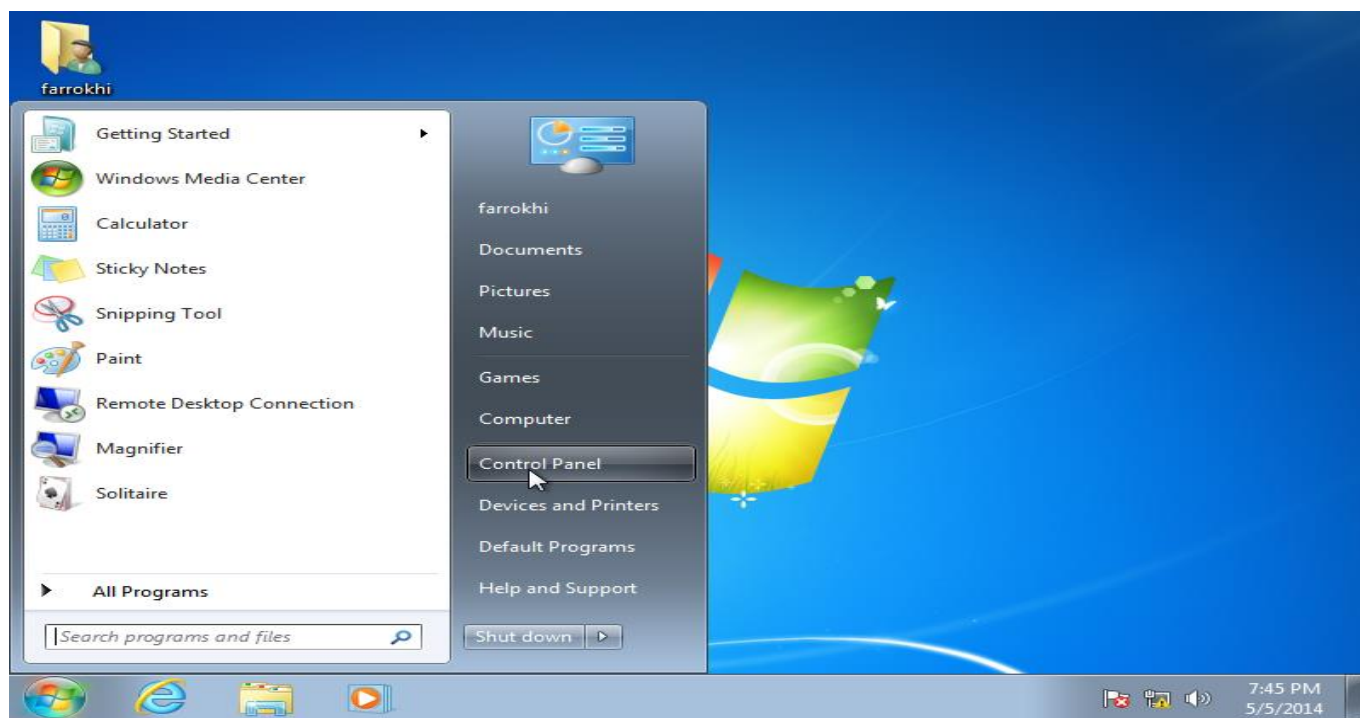 farrokhi
Getting Started
Windows Media Center
Calculator
Sticky Notes
Snipping Tool
Paint
Remote Desktop Connection
Magnifier
Solitaire
All Programs
Search programs and files
farrokhi
Documents
Pictures
Music
Games
Computer
Control Panel
Devices and Printers
Default Programs
Help and Support
Shut down
7:45 PM
5/5/2014